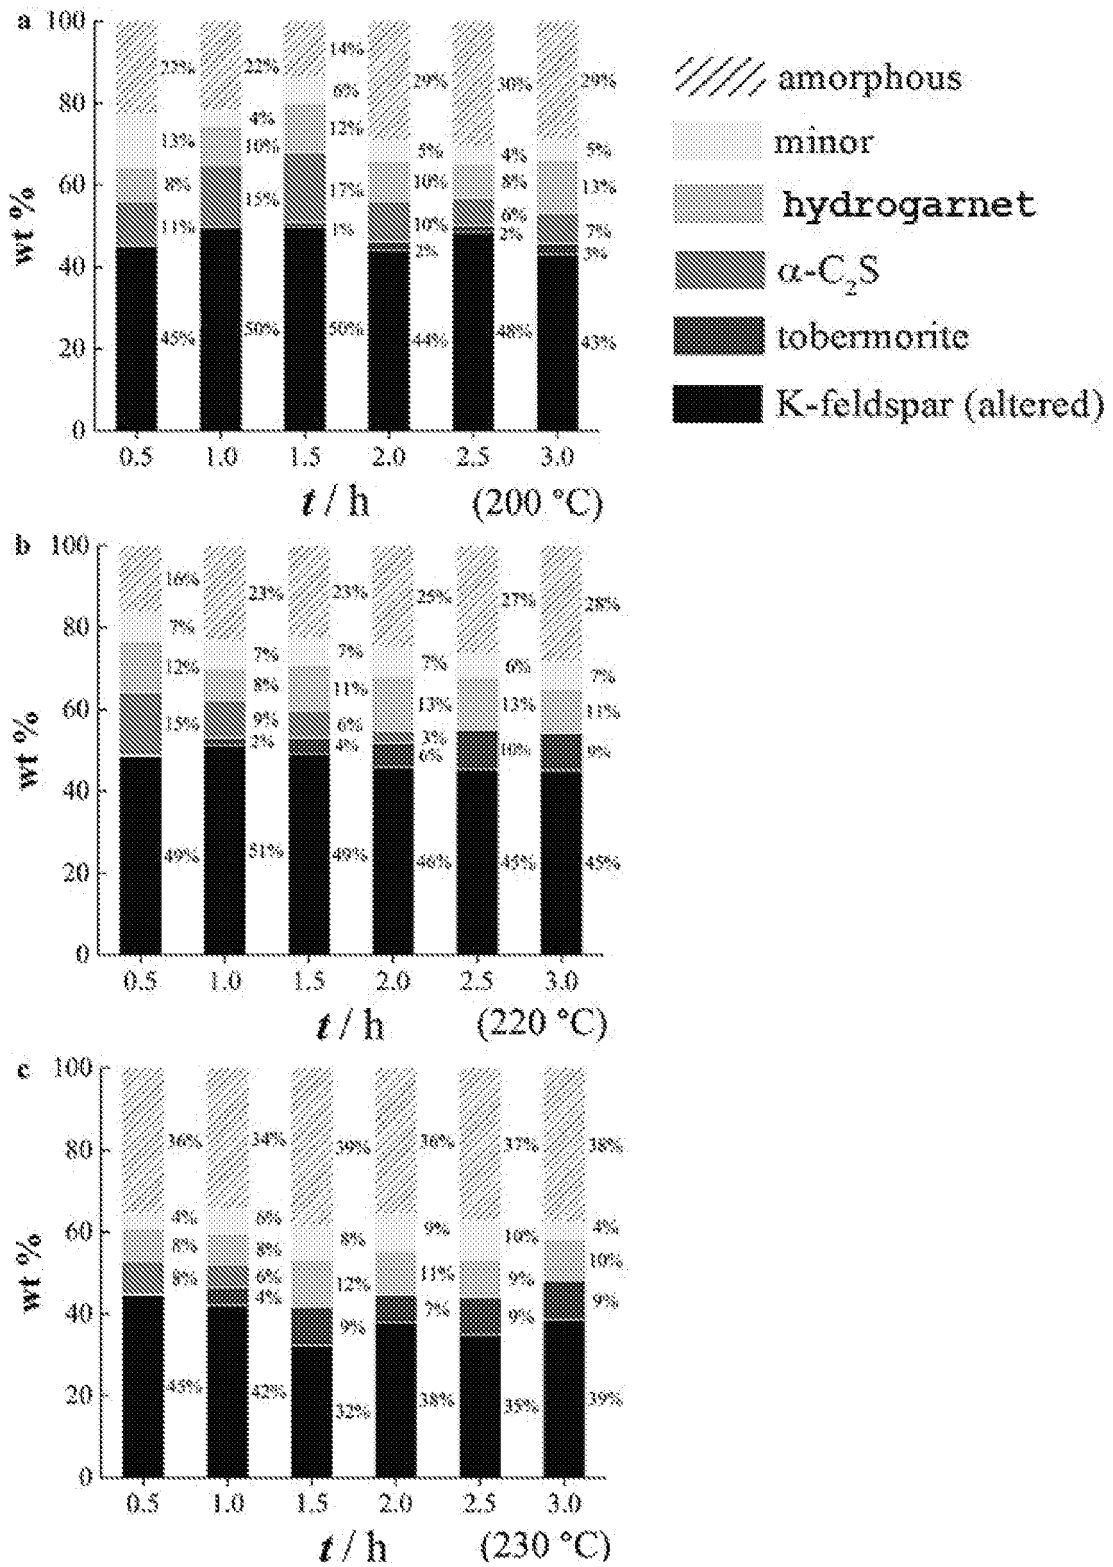 a
100
80
60
40
20
0
wt %
22% 22% 14% 29% 30% 29%
13% 4% 6% 5% 4% 5%
8% 10% 12% 10% 8% 13%
11% 15% 17% 10% 6% 7%
1% 2% 2% 3%
45% 50% 50% 44% 48% 43%
0.5 1.0 1.5 2.0 2.5 3.0
t / h (200 °C)
amorphous
minor
hydrogarnet
α-C₂S
tobermorite
K-feldspar (altered)
b
100
80
60
40
20
0
wt %
16% 23% 23% 25% 27% 28%
7% 7% 7% 7% 6% 7%
12% 8% 11% 13% 13% 11%
15% 9% 6% 3%
2% 4% 6% 10% 9%
49% 51% 49% 46% 45% 45%
0.5 1.0 1.5 2.0 2.5 3.0
t / h (220 °C)
c
100
80
60
40
20
0
wt %
36% 34% 39% 36% 37% 38%
4% 6% 8% 9% 10% 4%
8% 8% 12% 11% 9% 10%
8% 6%
4% 9% 7% 9% 9%
45% 42% 32% 38% 35% 39%
0.5 1.0 1.5 2.0 2.5 3.0
t / h (230 °C)